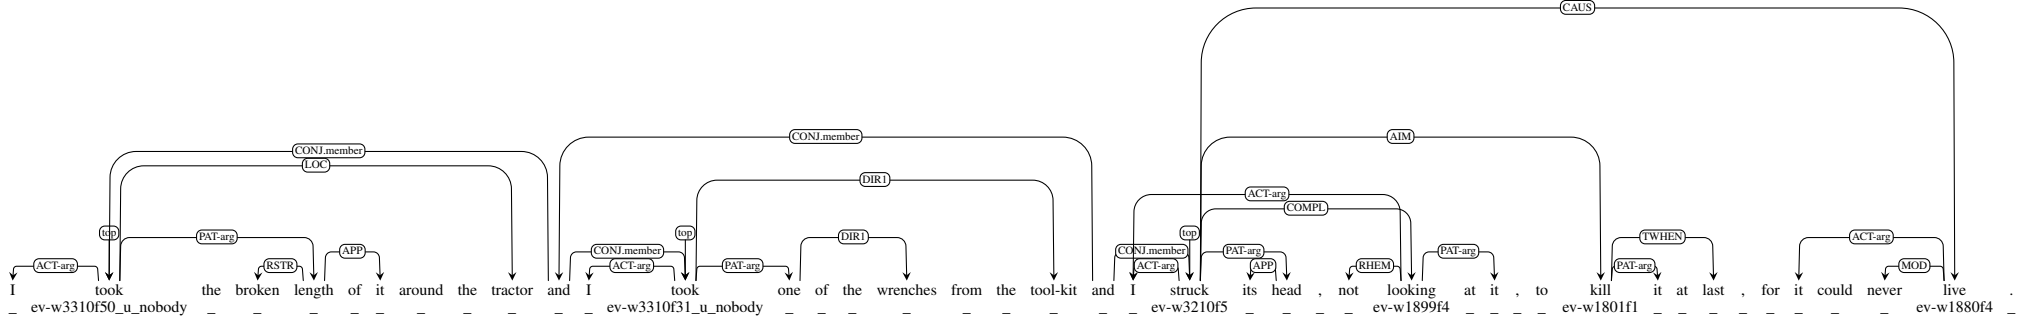 CAUS
CONJ.member CONJ.member AIM
LOC
DIR1
ACT-arg
COMPL
top PAT-arg top DIR1 top TWHEN ACT-arg
APP CONJ.member CONJ.member PAT-arg PAT-arg
ACT-arg RSTR ACT-arg PAT-arg ACT-arg APP RHEM PAT-arg MOD
I took the broken length of it around the tractor and I took one of the wrenches from the tool-kit and I struck its head , not looking at it , to kill it at last , for it could never live .
_ ev-w3310f50_u_nobody _ _ _ _ _ _ _ _ _ _ ev-w3310f31_u_nobody _ _ _ _ _ _ _ _ _ ev-w3210f5 _ _ _ _ ev-w1899f4 _ _ _ _ ev-w1801f1 _ _ _ _ _ _ _ _ ev-w1880f4 _